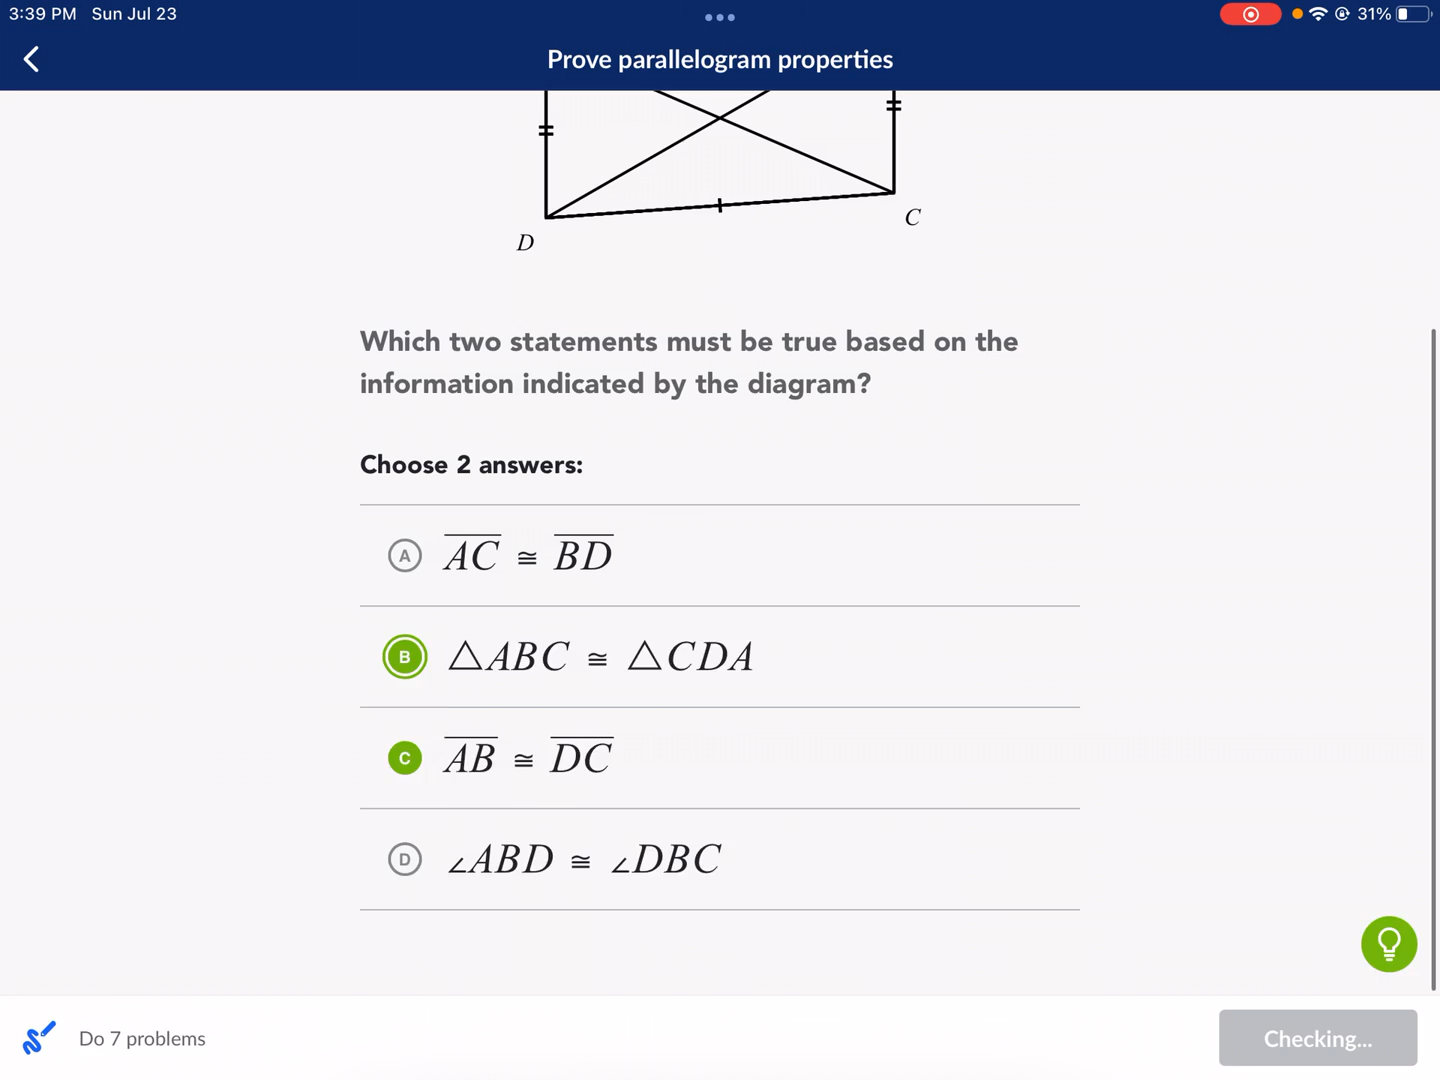 3:39 PM Sun Jul 23 31%
Prove parallelogram properties
C
D
Which two statements must be true based on the
information indicated by the diagram?
Choose 2 answers:
A AC ≅ BD
B △ABC ≅ △CDA
C AB ≅ DC
D ∠ABD ≅ ∠DBC
Do 7 problems
Checking...